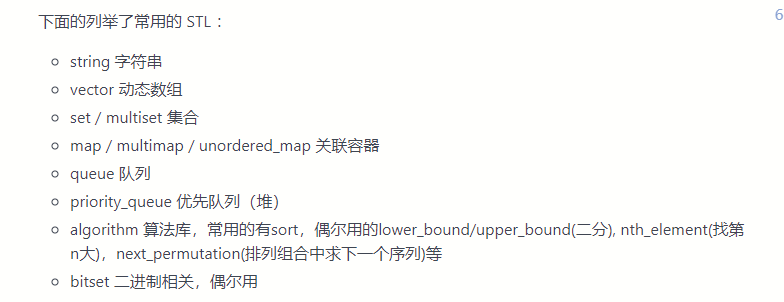 下面的列举了常用的 STL：
6
string 字符串
vector 动态数组
set / multiset 集合
map / multimap / unordered_map 关联容器
queue 队列
priority_queue 优先队列（堆）
algorithm 算法库，常用的有sort，偶尔用的lower_bound/upper_bound(二分), nth_element(找第
n大)，next_permutation(排列组合中求下一个序列)等
bitset 二进制相关，偶尔用